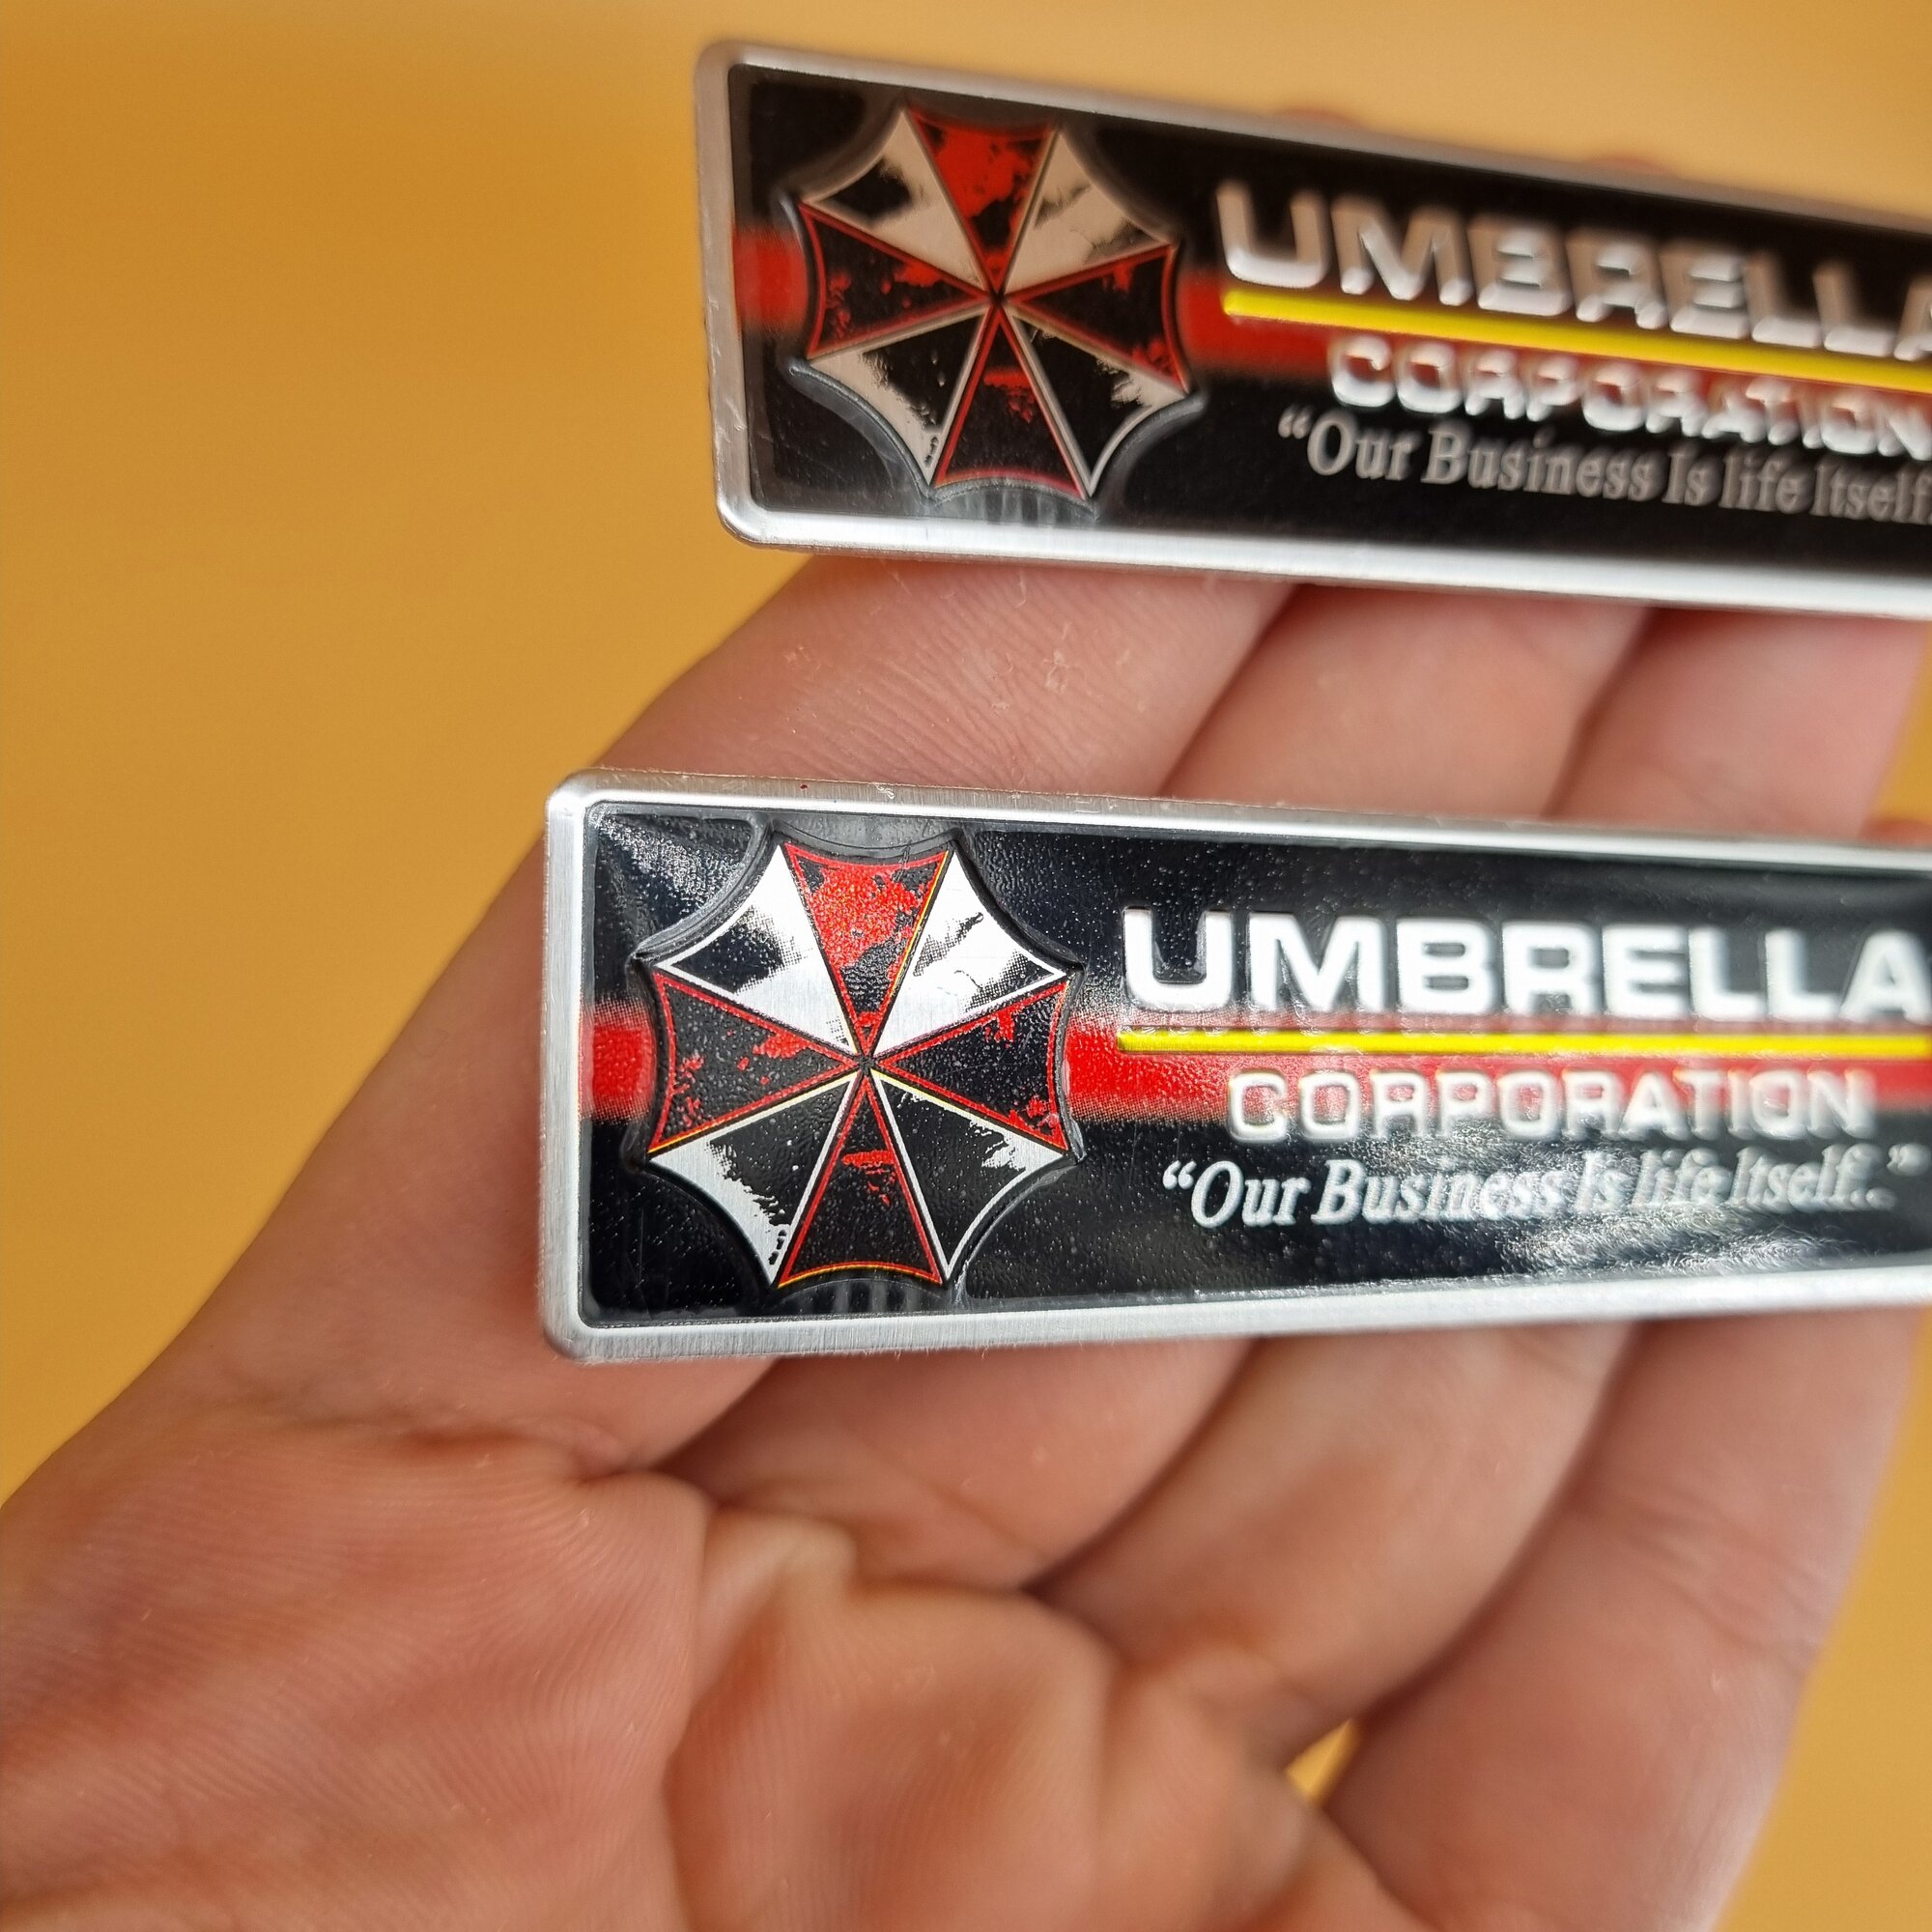 UMBRELLA
CORPORATION
“Our Business Is life Itself.
UMBRELLA
CORPORATION
“Our Business Is life Itself..”